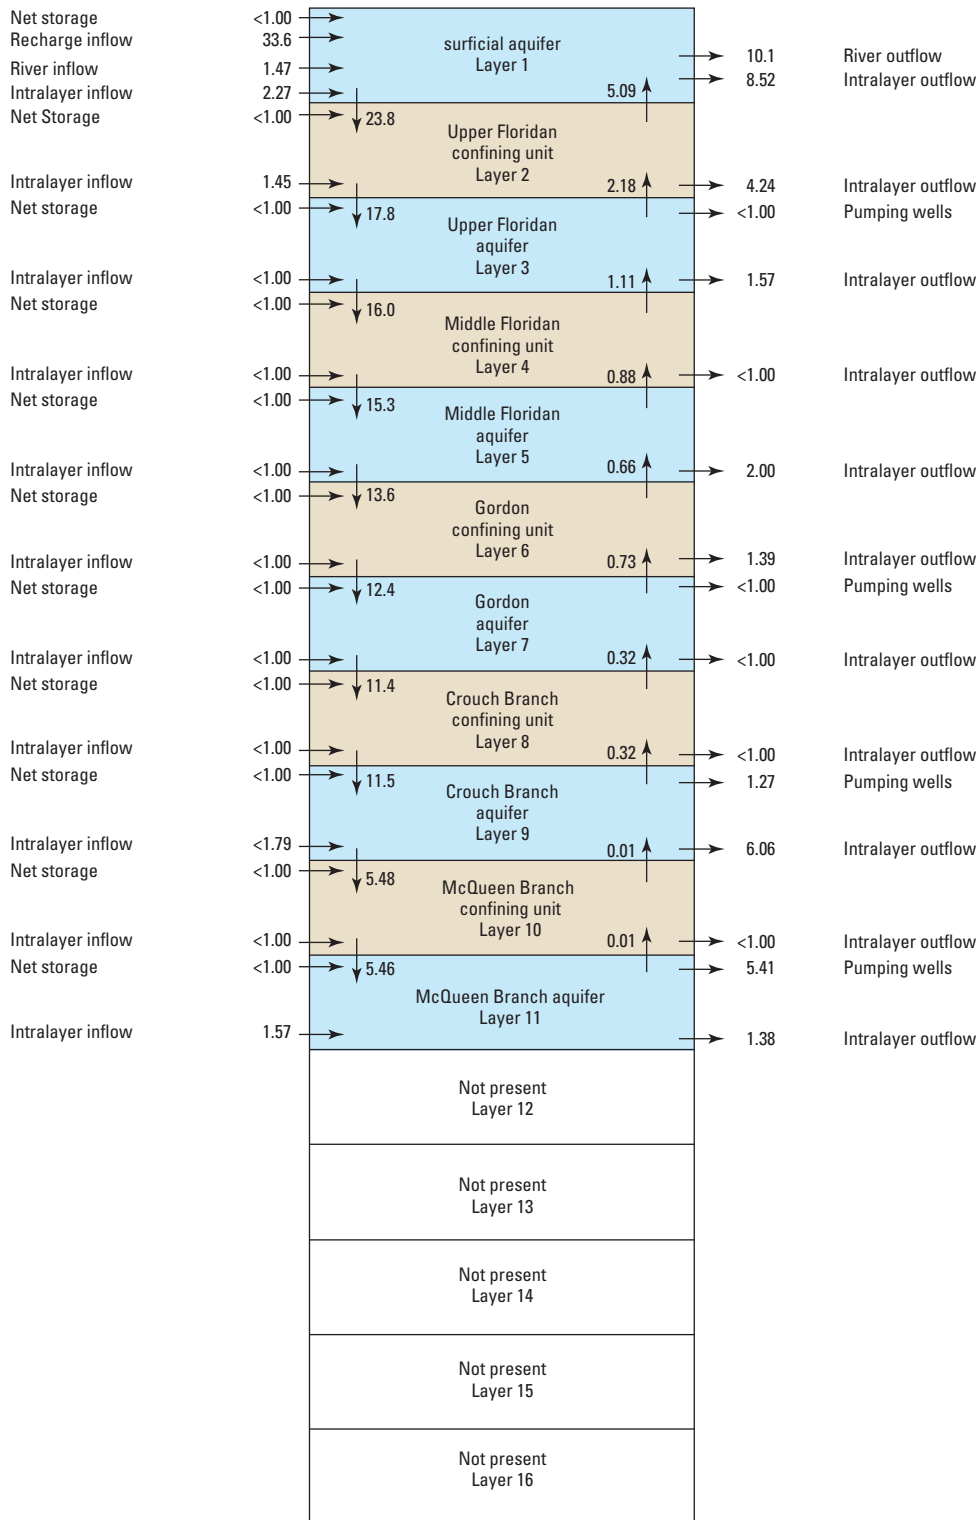 Net storage <1.00
Recharge inflow 33.6
River inflow 1.47
Intralayer inflow 2.27
surficial aquifer
Layer 1
10.1 River outflow
8.52 Intralayer outflow
5.09
Net Storage <1.00
23.8
Upper Floridan
confining unit
Layer 2
Intralayer inflow 1.45
2.18
4.24 Intralayer outflow
Net storage <1.00
17.8
<1.00 Pumping wells
Upper Floridan
aquifer
Layer 3
Intralayer inflow <1.00
1.11
1.57 Intralayer outflow
Net storage <1.00
16.0
Middle Floridan
confining unit
Layer 4
Intralayer inflow <1.00
0.88
<1.00 Intralayer outflow
Net storage <1.00
15.3
Middle Floridan
aquifer
Layer 5
Intralayer inflow <1.00
0.66
2.00 Intralayer outflow
Net storage <1.00
13.6
Gordon
confining unit
Layer 6
Intralayer inflow <1.00
0.73
1.39 Intralayer outflow
Net storage <1.00
12.4
<1.00 Pumping wells
Gordon
aquifer
Layer 7
Intralayer inflow <1.00
0.32
<1.00 Intralayer outflow
Net storage <1.00
11.4
Crouch Branch
confining unit
Layer 8
Intralayer inflow <1.00
0.32
<1.00 Intralayer outflow
Net storage <1.00
11.5
1.27 Pumping wells
Crouch Branch
aquifer
Layer 9
Intralayer inflow <1.79
0.01
6.06 Intralayer outflow
Net storage <1.00
5.48
McQueen Branch
confining unit
Layer 10
Intralayer inflow <1.00
0.01
<1.00 Intralayer outflow
Net storage <1.00
5.46
5.41 Pumping wells
McQueen Branch aquifer
Layer 11
Intralayer inflow 1.57
1.38 Intralayer outflow
Not present
Layer 12
Not present
Layer 13
Not present
Layer 14
Not present
Layer 15
Not present
Layer 16